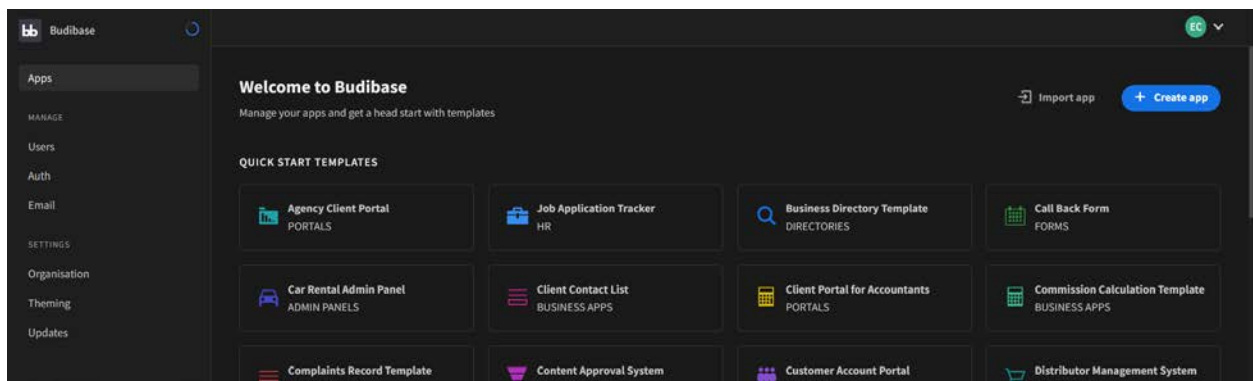 bb Budibase
EC
Apps
MANAGE
Users
Auth
Email
SETTINGS
Organisation
Theming
Updates
Welcome to Budibase
Manage your apps and get a head start with templates
Import app
+ Create app
QUICK START TEMPLATES
Agency Client Portal
PORTALS
Job Application Tracker
HR
Business Directory Template
DIRECTORIES
Call Back Form
FORMS
Car Rental Admin Panel
ADMIN PANELS
Client Contact List
BUSINESS APPS
Client Portal for Accountants
PORTALS
Commission Calculation Template
BUSINESS APPS
Complaints Record Template
Content Approval System
Customer Account Portal
Distributor Management System